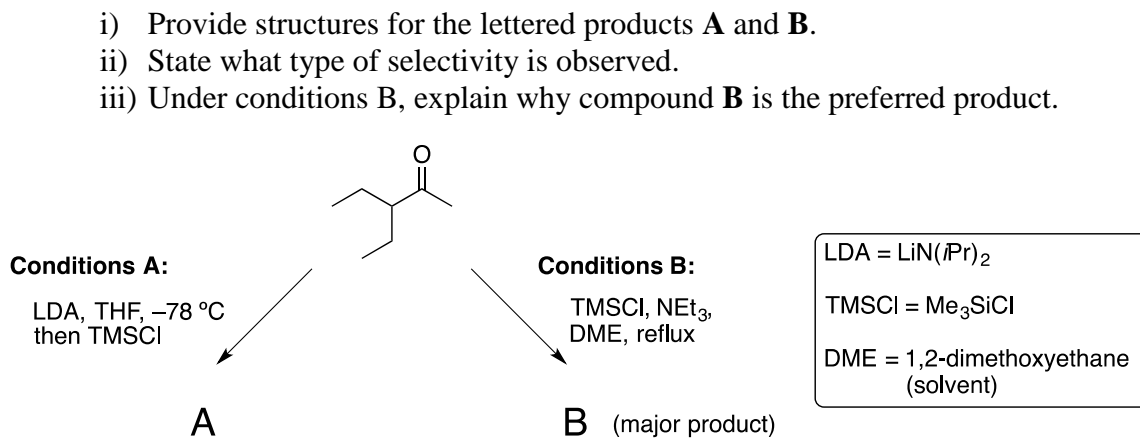 i) Provide structures for the lettered products A and B.
ii) State what type of selectivity is observed.
iii) Under conditions B, explain why compound B is the preferred product.
O
Conditions A:
LDA, THF, –78 ºC
then TMSCl
Conditions B:
TMSCl, NEt3,
DME, reflux
LDA = LiN(iPr)2
TMSCl = Me3SiCl
DME = 1,2-dimethoxyethane
(solvent)
A
B (major product)